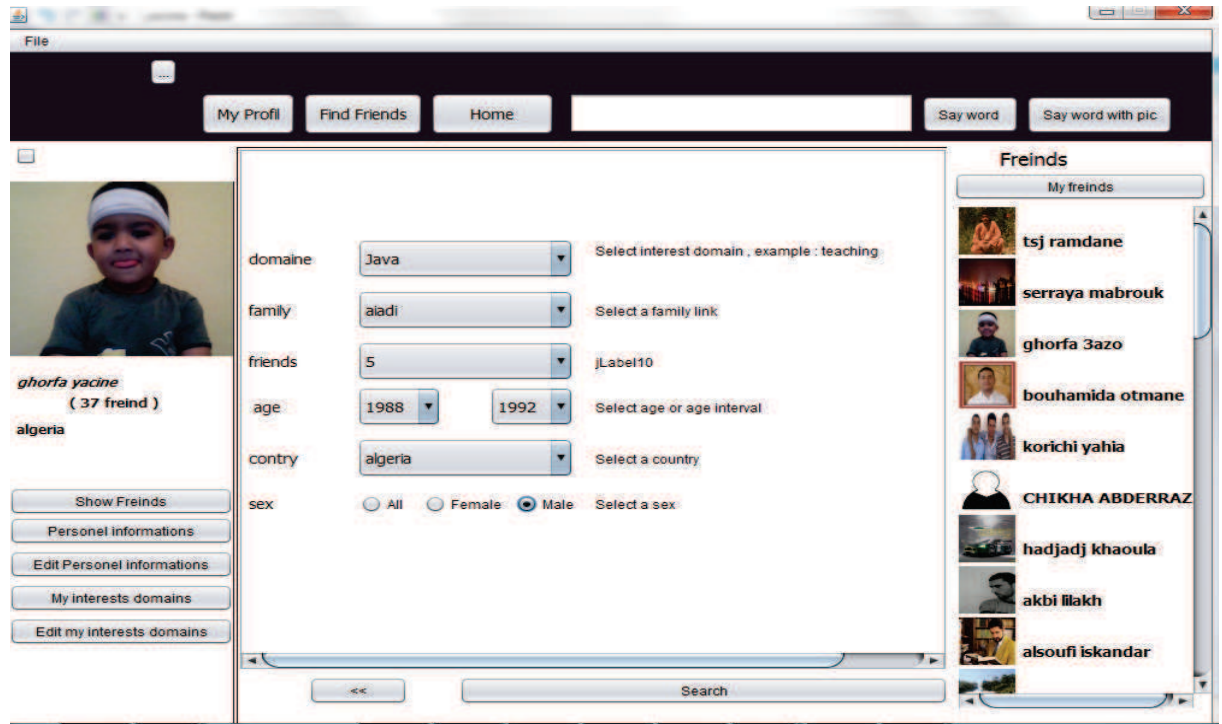 File
...
My Profil Find Friends Home Say word Say word with pic
ghorfa yacine
( 37 freind )
algeria
Show Freinds
Personel informations
Edit Personel informations
My interests domains
Edit my interests domains
domaine Java Select interest domain , example : teaching
family aiadi Select a family link
friends 5 jLabel10
age 1988 1992 Select age or age interval
contry algeria Select a country
sex All Female Male Select a sex
<< Search
Freinds
My freinds
tsj ramdane
serraya mabrouk
ghorfa 3azo
bouhamida otmane
korichi yahia
CHIKHA ABDERRAZ
hadjadj khaoula
akbi lilakh
alsoufi iskandar